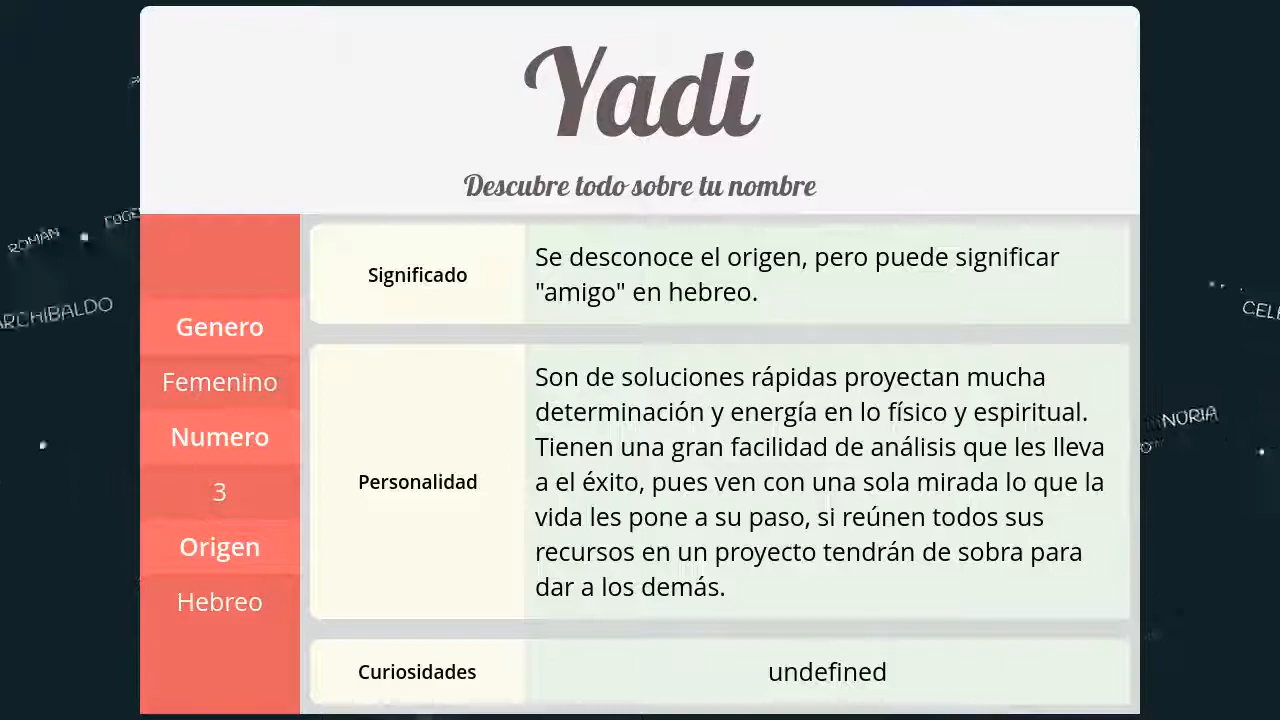 Yadi
Descubre todo sobre tu nombre
ROMAN
ARCHIBALDO
NURIA
Genero
Femenino
Numero
3
Origen
Hebreo
Significado
Se desconoce el origen, pero puede significar
"amigo" en hebreo.
Personalidad
Son de soluciones rápidas proyectan mucha
determinación y energía en lo físico y espiritual.
Tienen una gran facilidad de análisis que les lleva
a el éxito, pues ven con una sola mirada lo que la
vida les pone a su paso, si reúnen todos sus
recursos en un proyecto tendrán de sobra para
dar a los demás.
Curiosidades
undefined